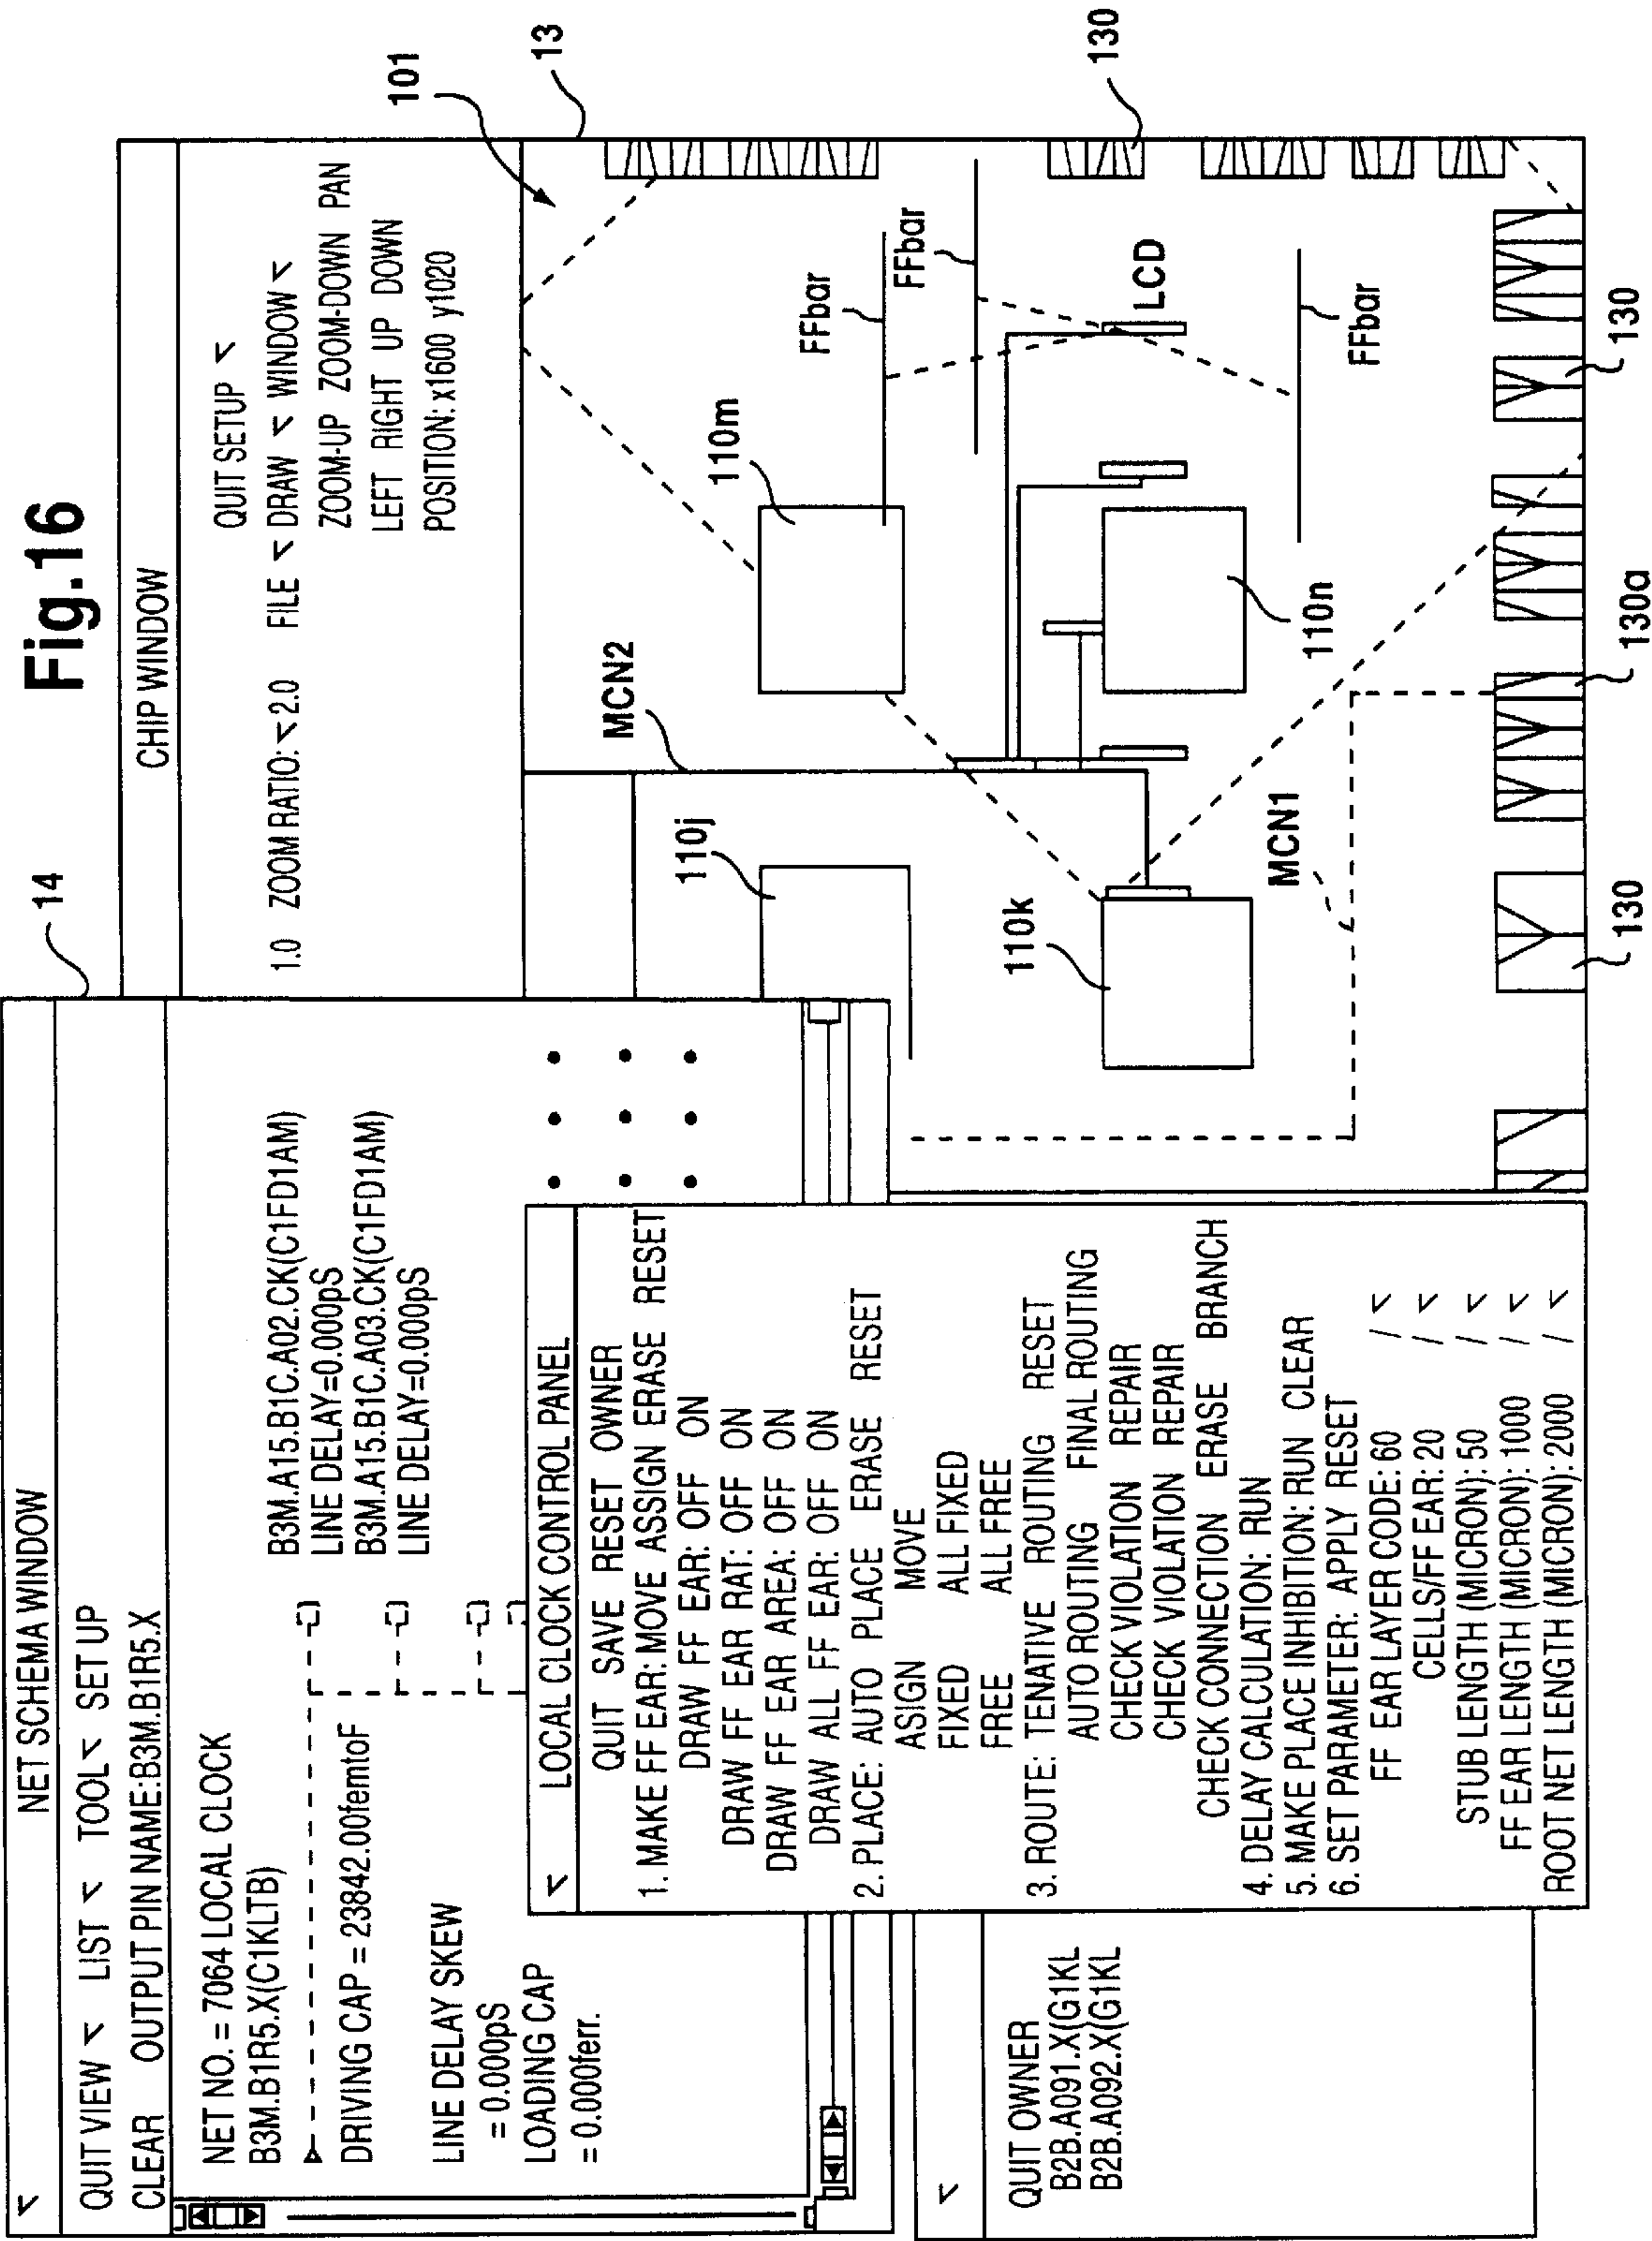 Fig.16
14
NET SCHEMA WINDOW
QUIT VIEW LIST TOOL SET UP
CLEAR OUTPUT PIN NAME:B3M.B1R5.X
NET NO. = 7064 LOCAL CLOCK
B3M.B1R5.X(C1KLTB)
DRIVING CAP = 23842.00femtoF
LINE DELAY SKEW
= 0.000pS
LOADING CAP
= 0.000ferr.
B3M.A15.B1C.A02.CK(C1FD1AM)
LINE DELAY=0.000pS
B3M.A15.B1C.A03.CK(C1FD1AM)
LINE DELAY=0.000pS
CHIP WINDOW
QUIT SETUP
1.0 ZOOM RATIO: 2.0 FILE DRAW WINDOW
ZOOM-UP ZOOM-DOWN PAN
LEFT RIGHT UP DOWN
POSITION: x1600 y1020
101
13
MCN2
110j
110m
FFbar
FFbar
130
LCD
110k
110n
FFbar
MCN1
130
130a
130
LOCAL CLOCK CONTROL PANEL
QUIT SAVE RESET OWNER
1. MAKE FF EAR: MOVE ASSIGN ERASE RESET
DRAW FF EAR: OFF ON
DRAW FF EAR RAT: OFF ON
DRAW FF EAR AREA: OFF ON
DRAW ALL FF EAR: OFF ON
2. PLACE: AUTO PLACE ERASE RESET
ASIGN MOVE
FIXED ALL FIXED
FREE ALL FREE
3. ROUTE: TENATIVE ROUTING RESET
AUTO ROUTING FINAL ROUTING
CHECK VIOLATION REPAIR
CHECK VIOLATION REPAIR
CHECK CONNECTION ERASE BRANCH
4. DELAY CALCULATION: RUN
5. MAKE PLACE INHIBITION: RUN CLEAR
6. SET PARAMETER: APPLY RESET
FF EAR LAYER CODE: 60 /
CELLS/FF EAR: 20 /
STUB LENGTH (MICRON): 50 /
FF EAR LENGTH (MICRON): 1000 /
ROOT NET LENGTH (MICRON): 2000 /
QUIT OWNER
B2B.A091.X(G1KL
B2B.A092.X(G1KL